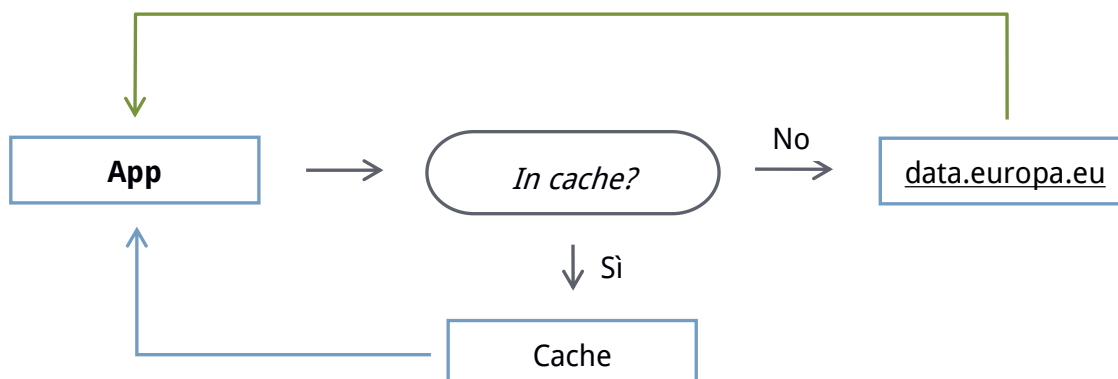 App
In cache?
No
data.europa.eu
Sì
Cache